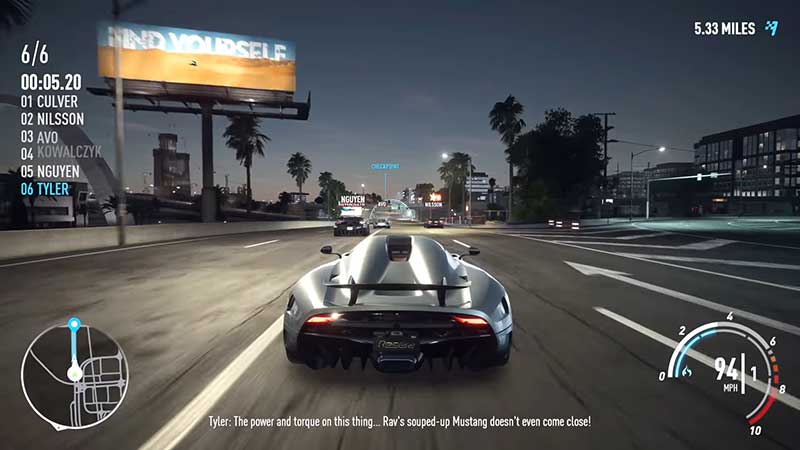 FIND YOURSELF
5.33 MILES
6/6
00:05.20
01 CULVER
02 NILSSON
03 AVO
04 KOWALCZYK
05 NGUYEN
06 TYLER
CHECKPOINT
NGUYEN
AVO
NILSSON
0
2
4
6
8
10
94
MPH
1
Tyler: The power and torque on this thing... Rav's souped-up Mustang doesn't even come close!